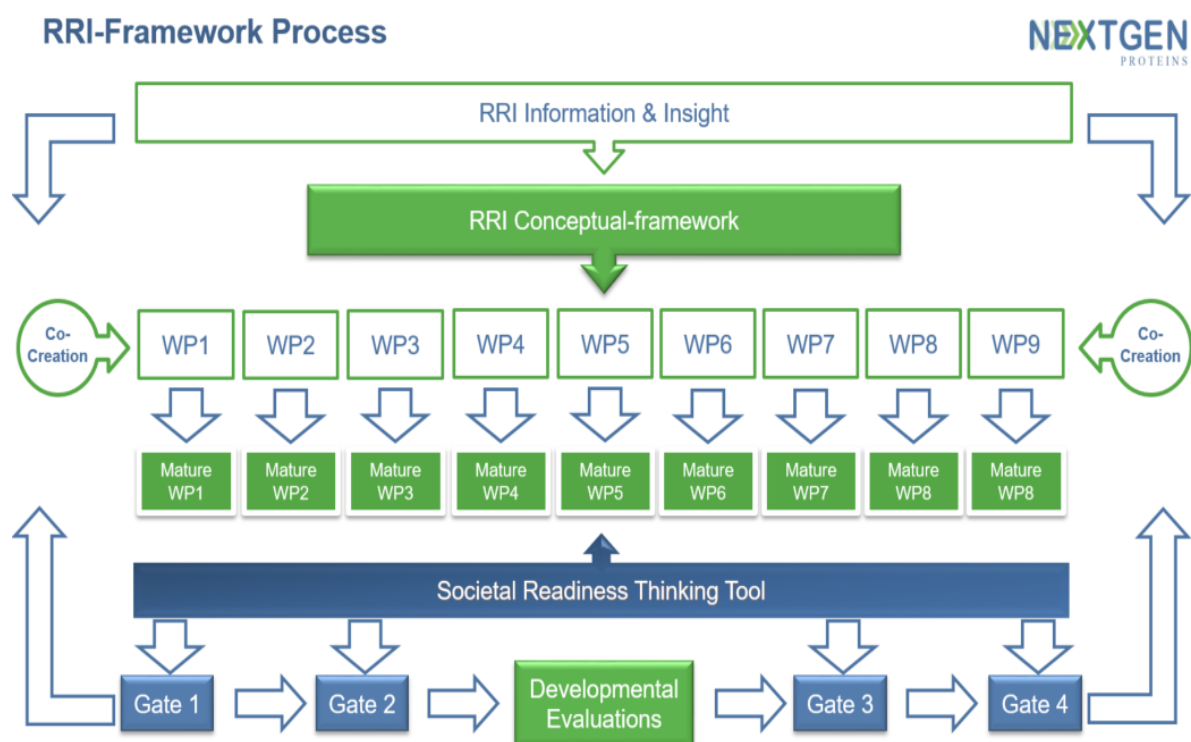 RRI-Framework Process
NEXTGEN
PROTEINS
RRI Information & Insight
RRI Conceptual-framework
Co-
Creation
WP1
WP2
WP3
WP4
WP5
WP6
WP7
WP8
WP9
Co-
Creation
Mature
WP1
Mature
WP2
Mature
WP3
Mature
WP4
Mature
WP5
Mature
WP6
Mature
WP7
Mature
WP8
Mature
WP8
Societal Readiness Thinking Tool
Gate 1
Gate 2
Developmental
Evaluations
Gate 3
Gate 4